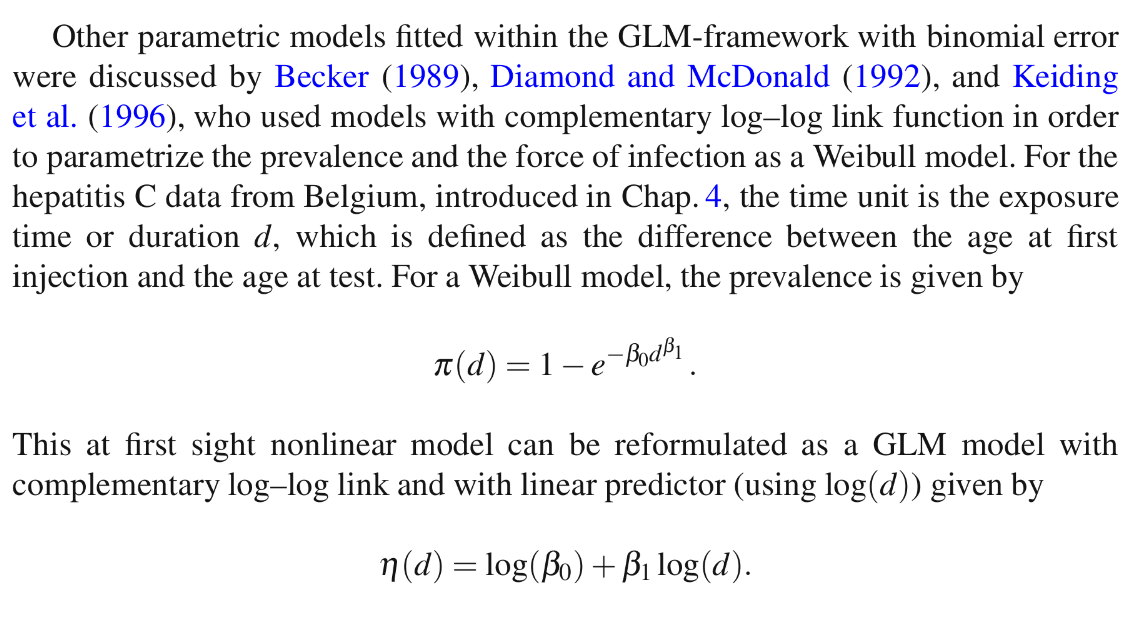 Other parametric models fitted within the GLM-framework with binomial error
were discussed by Becker (1989), Diamond and McDonald (1992), and Keiding
et al. (1996), who used models with complementary log–log link function in order
to parametrize the prevalence and the force of infection as a Weibull model. For the
hepatitis C data from Belgium, introduced in Chap. 4, the time unit is the exposure
time or duration d, which is defined as the difference between the age at first
injection and the age at test. For a Weibull model, the prevalence is given by
π(d) = 1 − e^{−β₀d^{β₁}}.
This at first sight nonlinear model can be reformulated as a GLM model with
complementary log–log link and with linear predictor (using log(d)) given by
η(d) = log(β₀) + β₁ log(d).